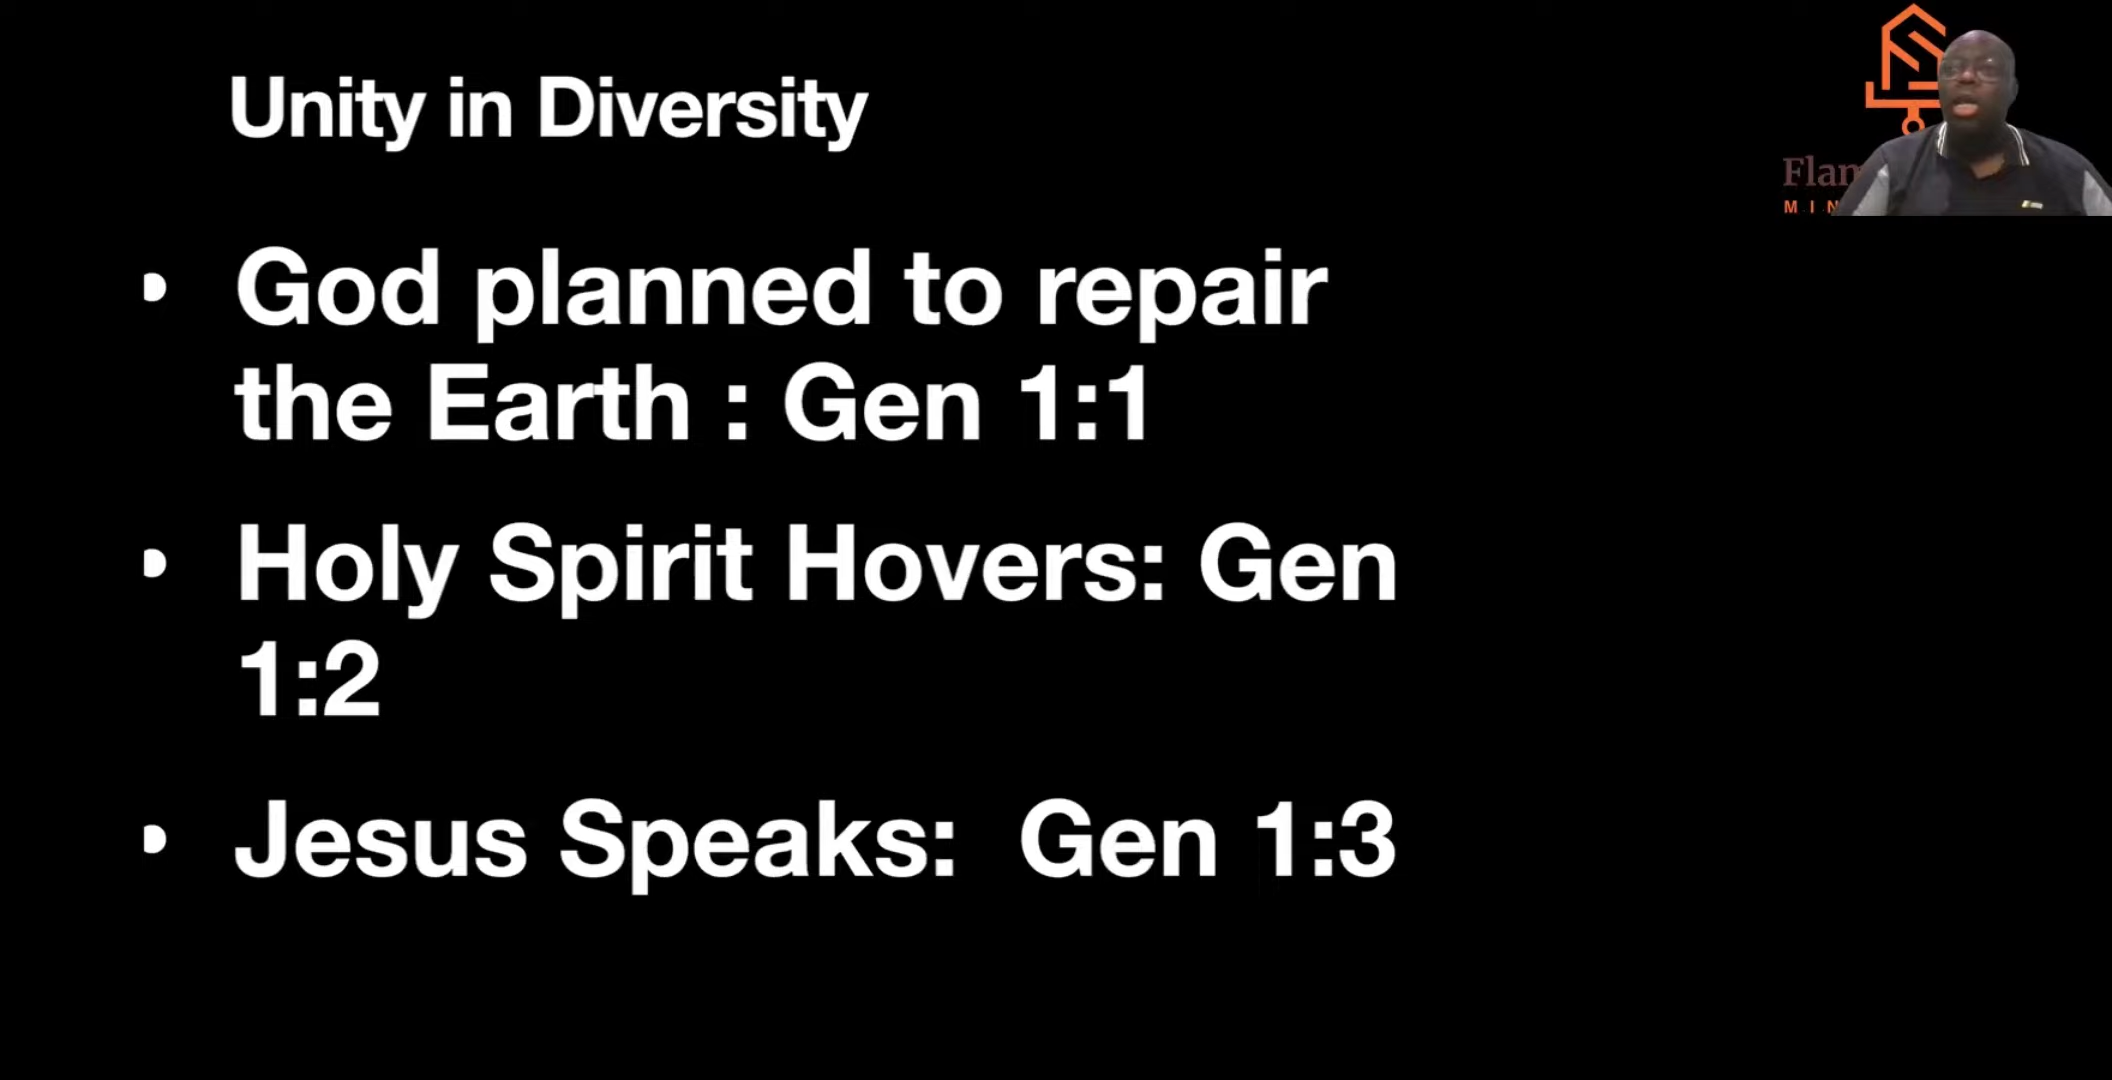 Unity in Diversity
• God planned to repair
the Earth : Gen 1:1
• Holy Spirit Hovers: Gen
1:2
• Jesus Speaks:  Gen 1:3